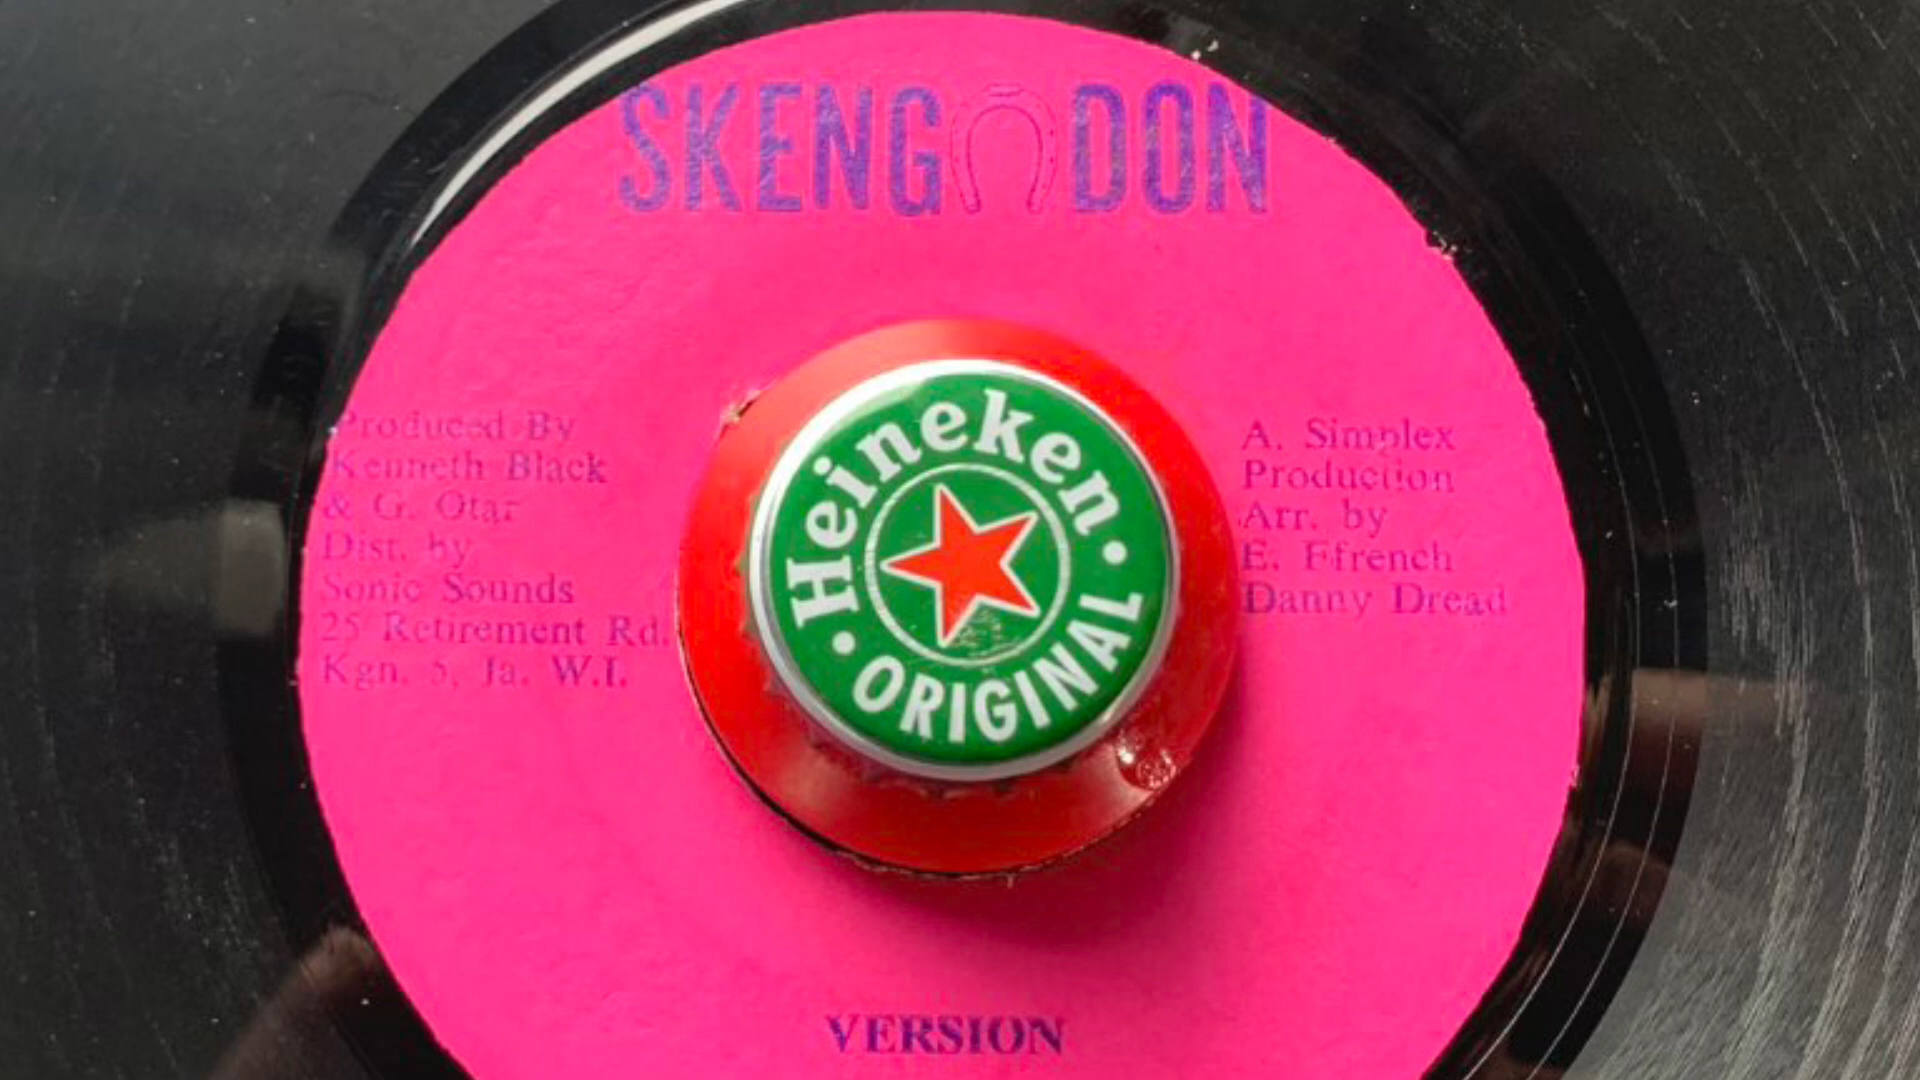 SKENG DON
Produced By
Kenneth Black
& G. Otar
Dist. by
Sonic Sounds
25 Retirement Rd.
Kgn. 5, Ja. W.I.
Heineken
ORIGINAL
A. Simplex
Production
Arr. by
E. Ffrench
Danny Dread
VERSION